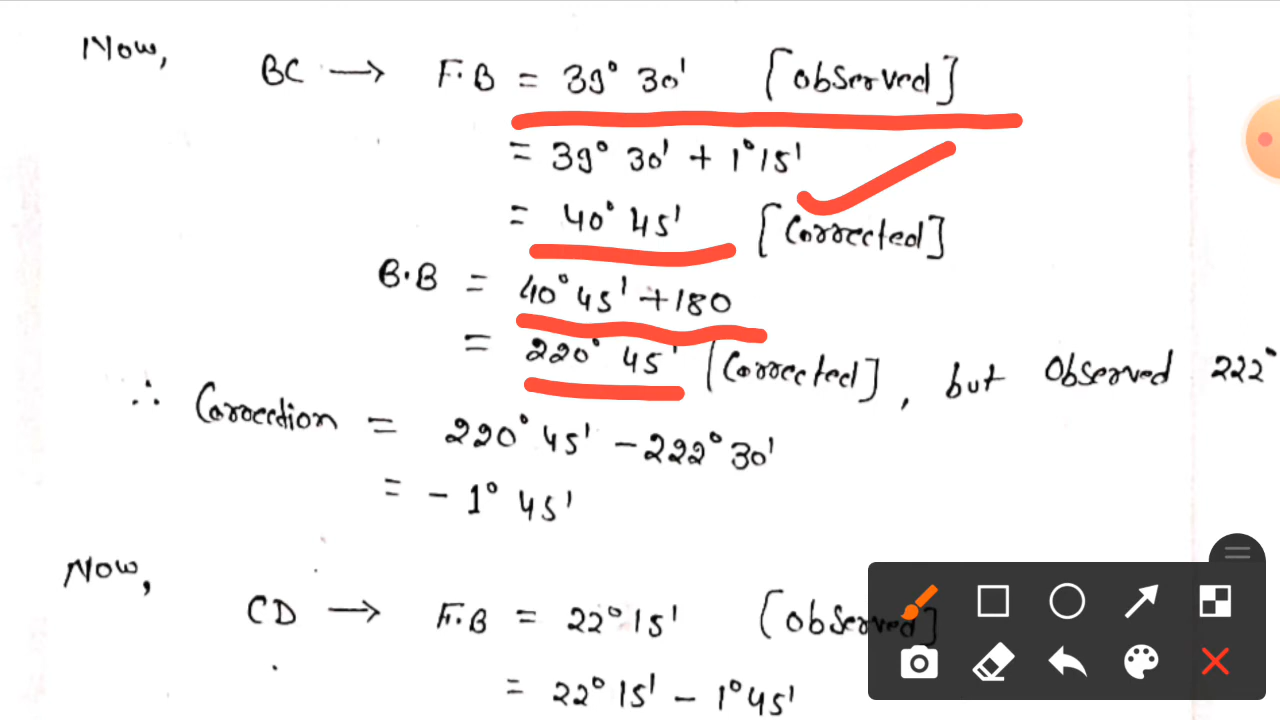 Now,
BC → F.B = 39° 30' [observed]
= 39° 30' + 1° 15'
= 40° 45' [Corrected]
B.B = 40° 45' + 180
= 220° 45' [Corrected], but Observed 222°
∴ Correction = 220° 45' - 222° 30'
= - 1° 45'
Now,
CD → F.B = 22° 15' [observed]
= 22° 15' - 1° 45'